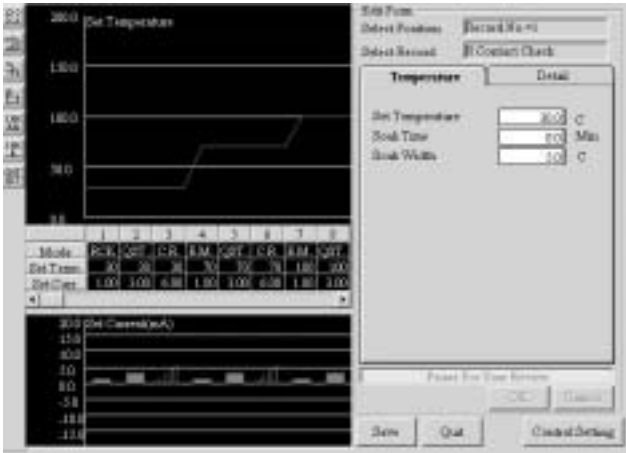 Edit Form
200.0 Set Temperature
Select Position Record No =1
Select Record R Contact Check
150.0
Temperature Detail
100.0
Set Temperature 30.0 C
Soak Time 0.0 Min
Soak Width 5.0 C
50.0
0.0
1 2 3 4 5 6 7 8
Mode QST. C.R. R.M. QST. C.R. R.M. QST.
Set Temp. 30 30 30 70 70 70 100 100
Set Curr. 1.00 3.00 6.00 1.00 3.00 6.00 1.00 3.00
20.0 Set Current(mA)
15.0
10.0
5.0
0.0
-5.0
-10.0
-15.0
OK Cancel
Save Quit Control Setting